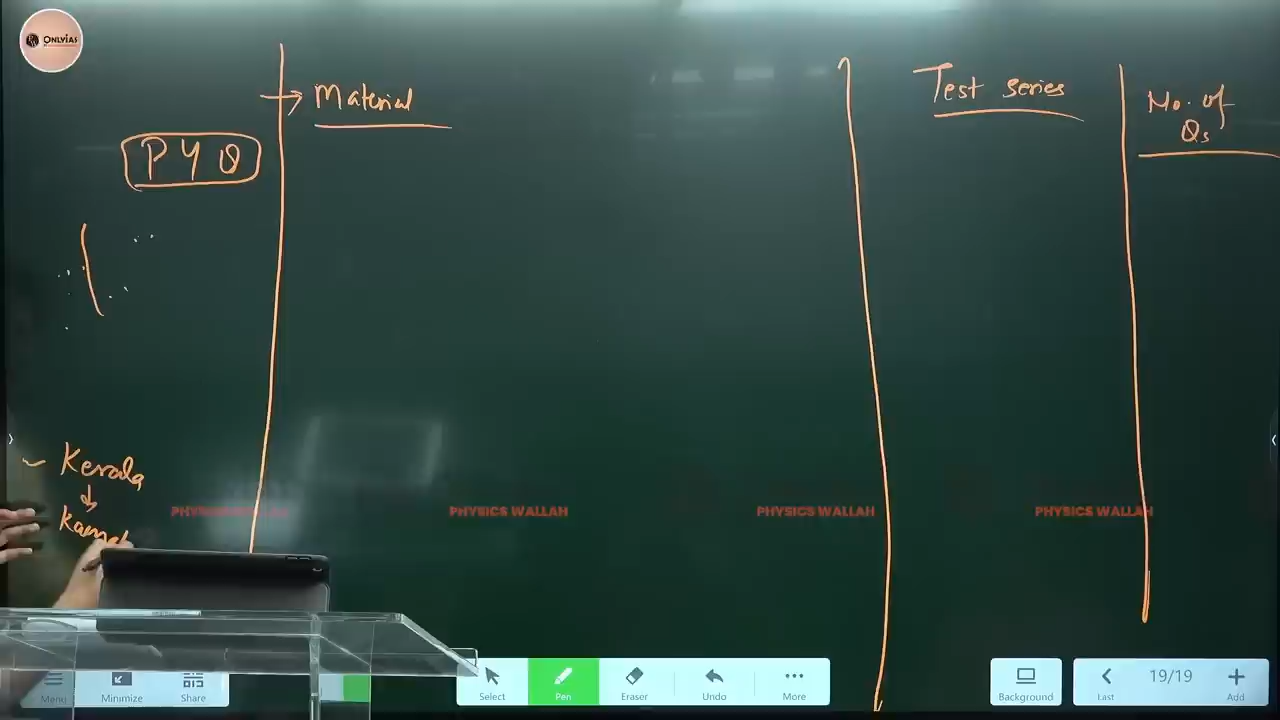 ONLYIAS
Material
Test series
No. of
Qs
PYQ
Kerala
PHYSICS WALLAH
PHYSICS WALLAH
PHYSICS WALLAH
Menu
Minimize
Share
Select
Pen
Eraser
Undo
More
Background
Last
19/19
Add